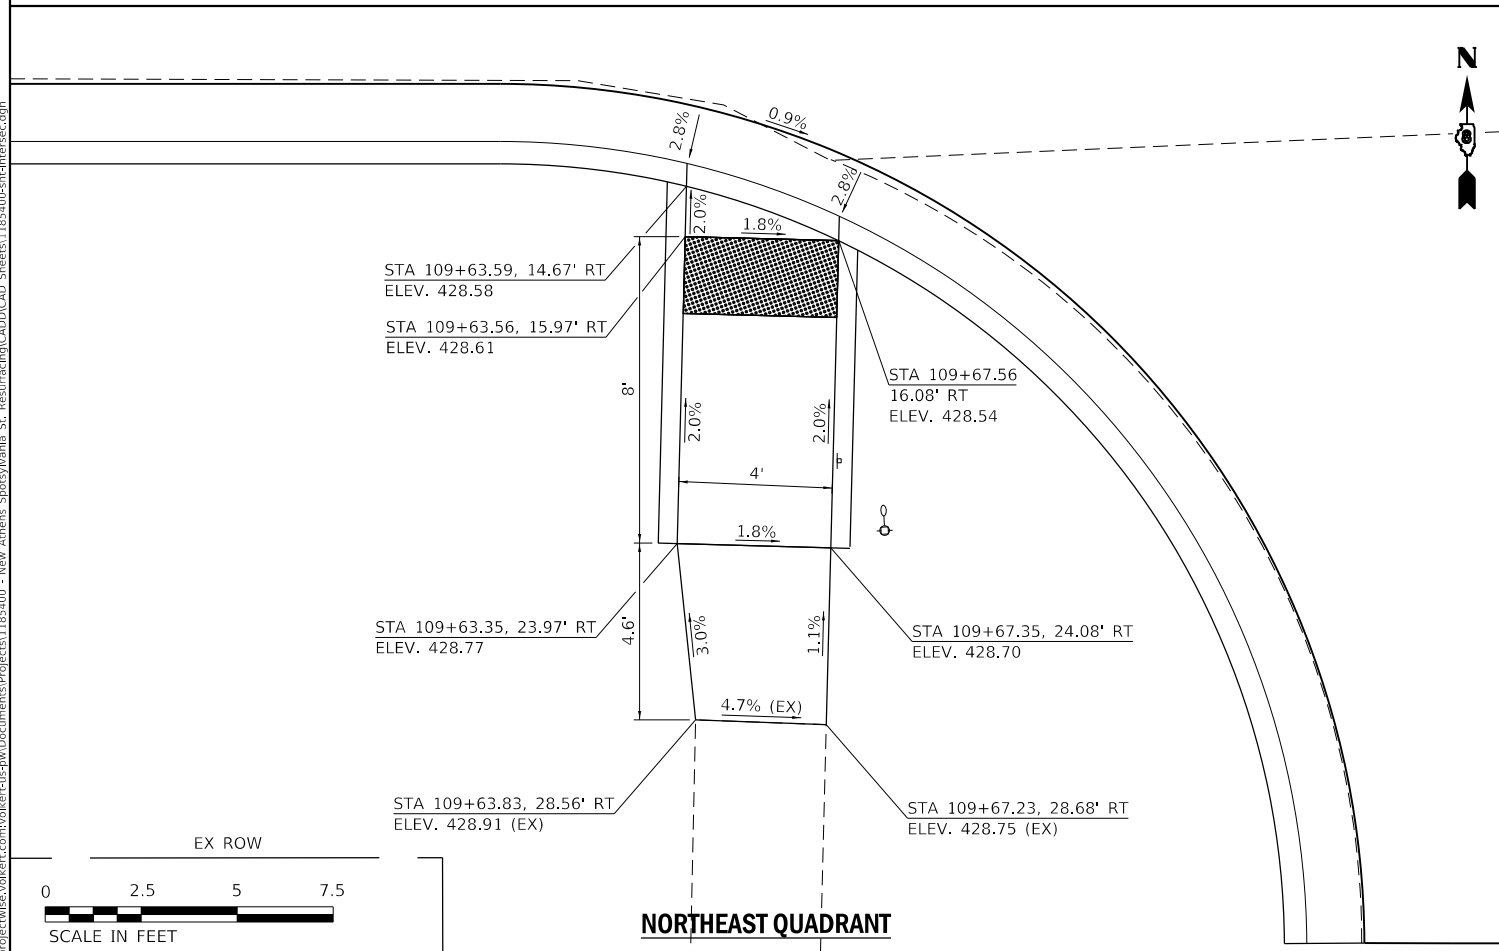 N
0.9%
2.8%
2.8%
2.0%
1.8%
STA 109+63.59, 14.67' RT
ELEV. 428.58
STA 109+63.56, 15.97' RT
ELEV. 428.61
STA 109+67.56
16.08' RT
ELEV. 428.54
8'
2.0%
2.0%
4'
1.8%
STA 109+63.35, 23.97' RT
ELEV. 428.77
STA 109+67.35, 24.08' RT
ELEV. 428.70
4.6'
3.0%
1.1%
4.7% (EX)
STA 109+63.83, 28.56' RT
ELEV. 428.91 (EX)
STA 109+67.23, 28.68' RT
ELEV. 428.75 (EX)
EX ROW
0 2.5 5 7.5
SCALE IN FEET
NORTHEAST QUADRANT